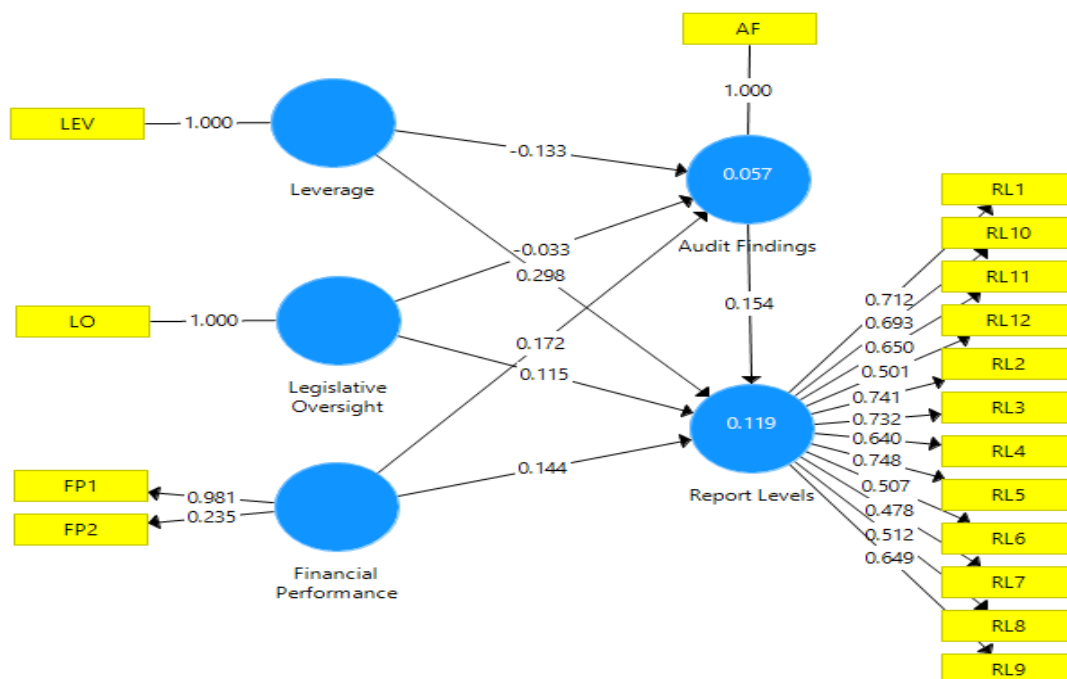 AF
1.000
LEV
1.000
Leverage
-0.133
0.057
Audit Findings
-0.033
0.298
LO
1.000
Legislative
Oversight
0.172
0.115
0.154
0.119
Report Levels
FP1
0.981
FP2
0.235
Financial
Performance
0.144
0.712
0.693
0.650
0.501
0.741
0.732
0.640
0.748
0.507
0.478
0.512
0.649
RL1
RL10
RL11
RL12
RL2
RL3
RL4
RL5
RL6
RL7
RL8
RL9